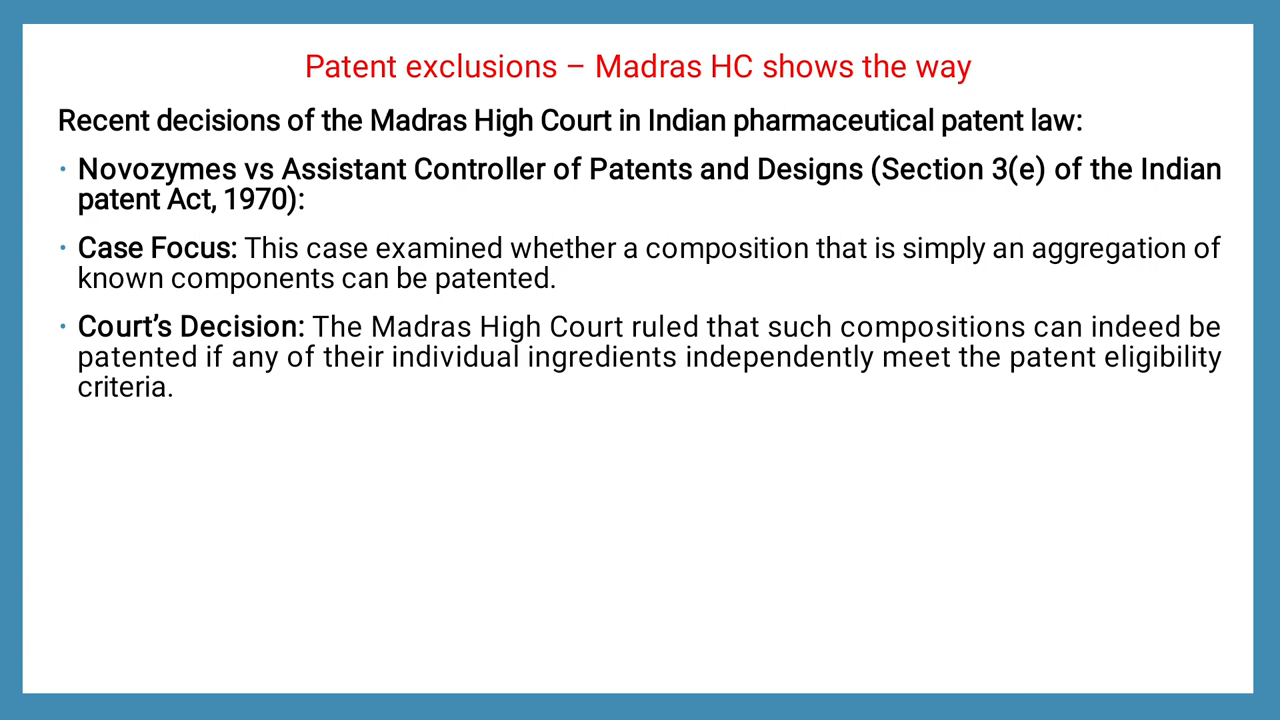 Patent exclusions – Madras HC shows the way
Recent decisions of the Madras High Court in Indian pharmaceutical patent law:
• Novozymes vs Assistant Controller of Patents and Designs (Section 3(e) of the Indian
patent Act, 1970):
• Case Focus: This case examined whether a composition that is simply an aggregation of
known components can be patented.
• Court’s Decision: The Madras High Court ruled that such compositions can indeed be
patented if any of their individual ingredients independently meet the patent eligibility
criteria.